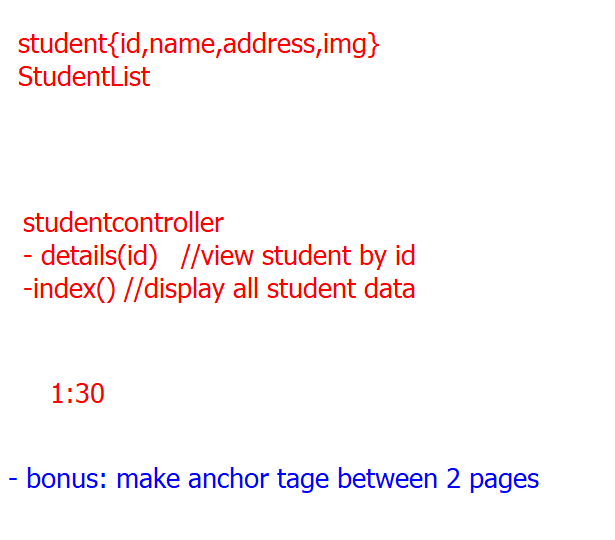 student{id,name,address,img}
StudentList
studentcontroller
- details(id)   //view student by id
-index() //display all student data
1:30
- bonus: make anchor tage between 2 pages